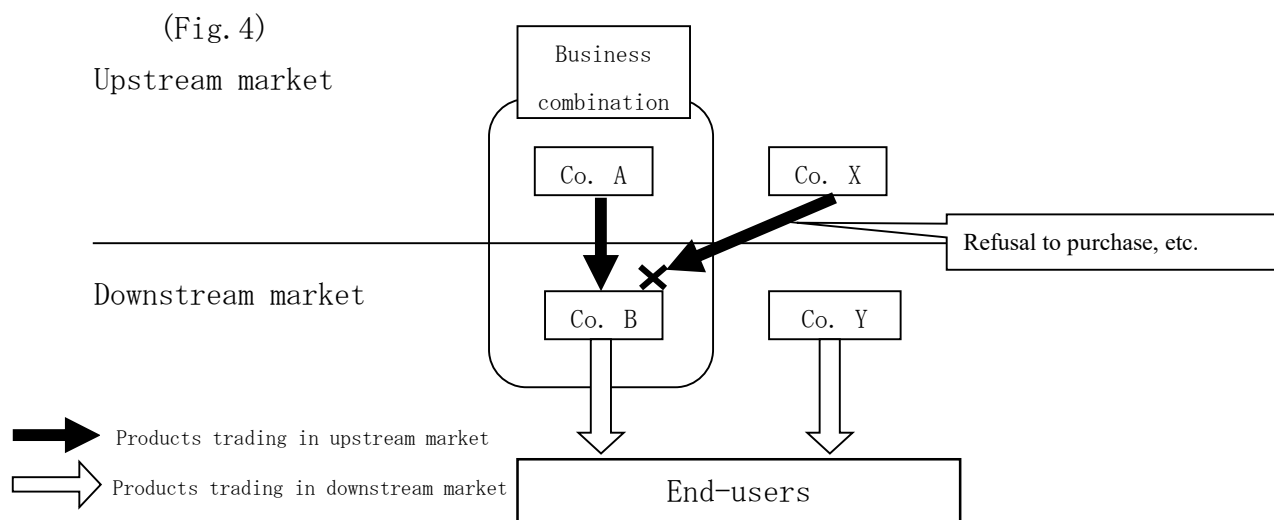 (Fig.4)
Upstream market
Business
combination
Co. A
Co. X
Refusal to purchase, etc.
Downstream market
Co. B
Co. Y
Products trading in upstream market
Products trading in downstream market
End-users